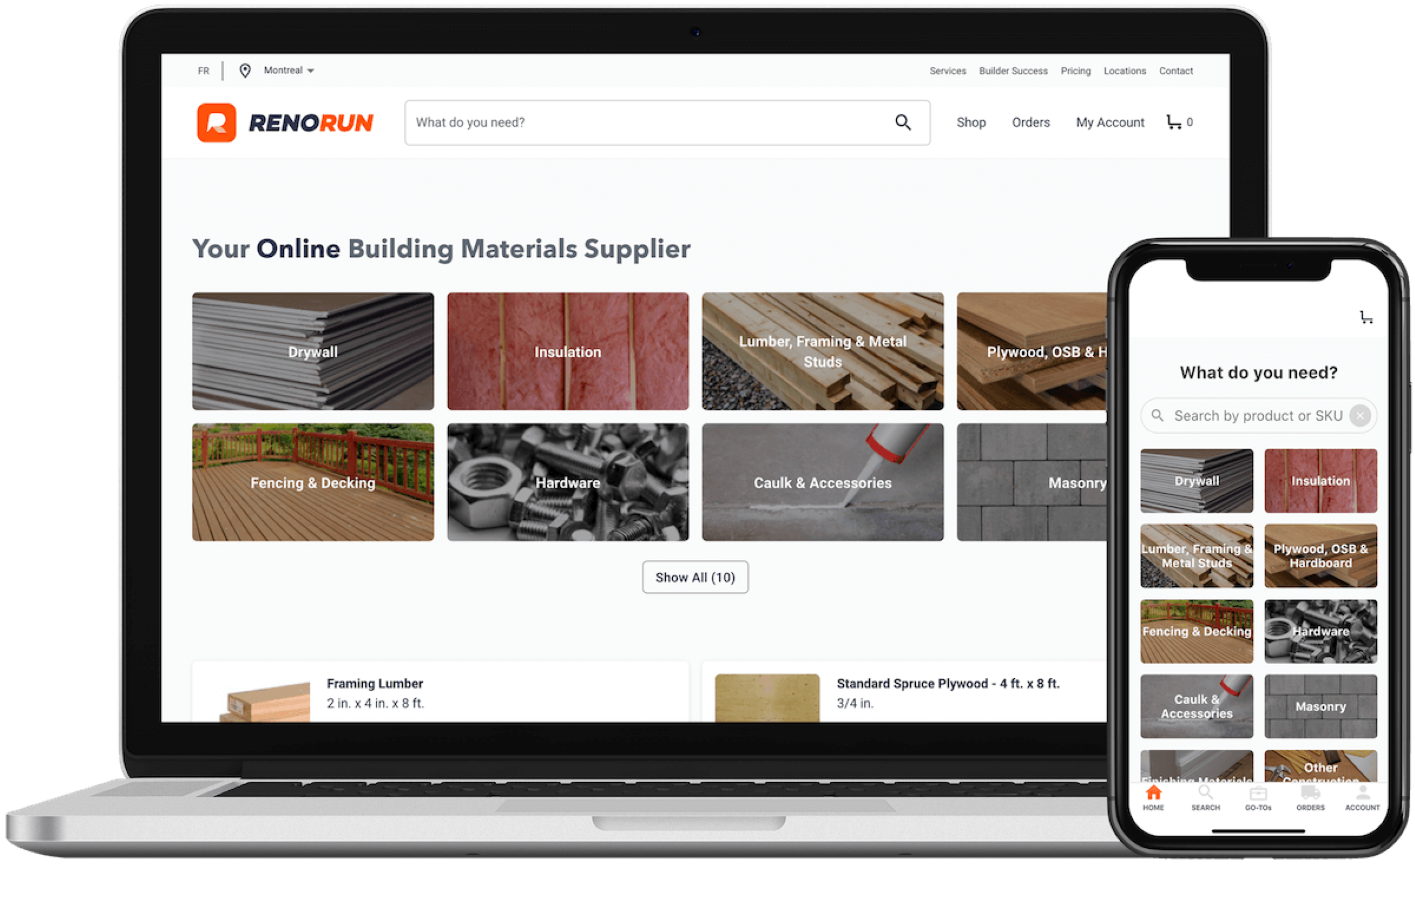 FR
Montreal
Services Builder Success Pricing Locations Contact
RENORUN
What do you need?
Shop Orders My Account 0
Your Online Building Materials Supplier
Drywall
Insulation
Lumber, Framing & Metal
Studs
Plywood, OSB & H
Fencing & Decking
Hardware
Caulk & Accessories
Masonry
Show All (10)
Framing Lumber
2 in. x 4 in. x 8 ft.
Standard Spruce Plywood - 4 ft. x 8 ft.
3/4 in.
What do you need?
Search by product or SKU
Drywall
Insulation
Lumber, Framing &
Metal Studs
Plywood, OSB &
Hardboard
Fencing & Decking
Hardware
Caulk &
Accessories
Masonry
Finishing Materials
Other
Construction
HOME SEARCH GO-TOs ORDERS ACCOUNT